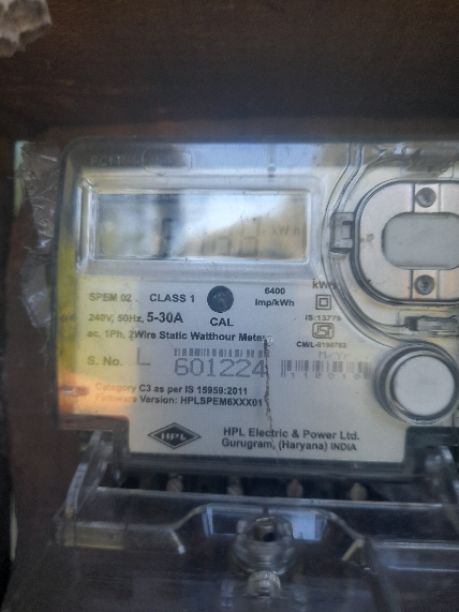 kWh
SPEM 02 CLASS 1
6400
Imp/kWh
kWh
240V, 50Hz, 5-30A
CAL
IS:13779
ac, 1Ph, 2Wire Static Watthour Meter
S. No. L 601224
Category C3 as per IS 15959:2011
Firmware Version: HPLSPEM6XXX01
HPL
HPL Electric & Power Ltd.
Gurugram, (Haryana) INDIA